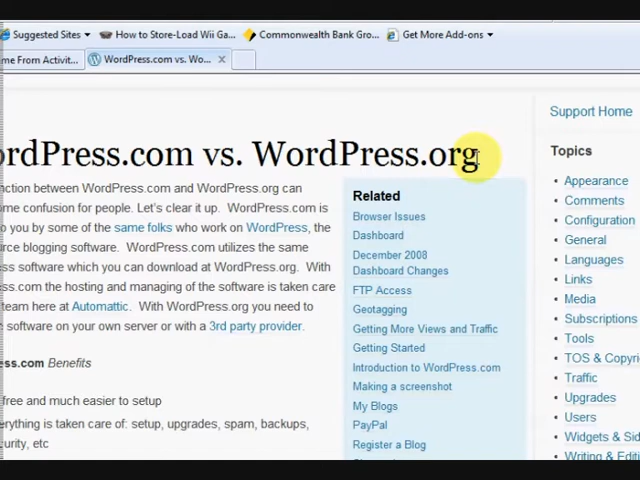 Suggested Sites
How to Store-Load Wii Ga...
Commonwealth Bank Gro...
Get More Add-ons
me From Activit...
WordPress.com vs. Wo...
x
ordPress.com vs. WordPress.org
nction between WordPress.com and WordPress.org can
ome confusion for people. Let's clear it up. WordPress.com is
to you by some of the same folks who work on WordPress, the
ource blogging software. WordPress.com utilizes the same
ess software which you can download at WordPress.org. With
ess.com the hosting and managing of the software is taken care
team here at Automattic. With WordPress.org you need to
software on your own server or with a 3rd party provider.
ess.com Benefits
free and much easier to setup
erything is taken care of: setup, upgrades, spam, backups,
curity, etc
Related
Browser Issues
Dashboard
December 2008
Dashboard Changes
FTP Access
Geotagging
Getting More Views and Traffic
Getting Started
Introduction to WordPress.com
Making a screenshot
My Blogs
PayPal
Register a Blog
Support Home
Topics
Appearance
Comments
Configuration
General
Languages
Links
Media
Subscriptions
Tools
TOS & Copyri
Traffic
Upgrades
Users
Widgets & Sid
Writing & Edit